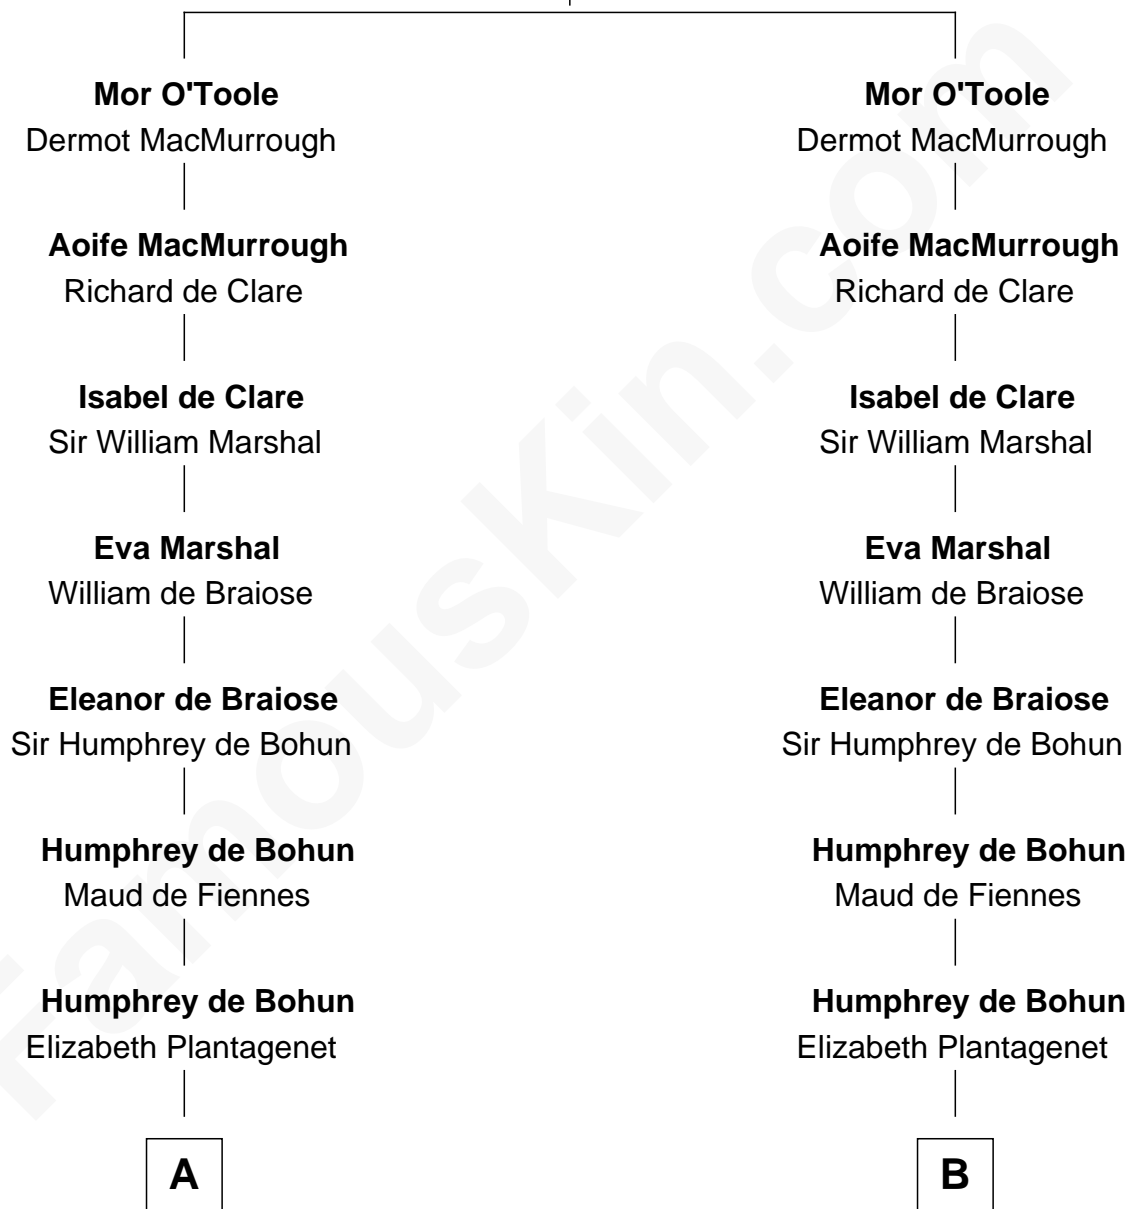 Mor O'Toole
Dermot MacMurrough
Aoife MacMurrough
Richard de Clare
Isabel de Clare
Sir William Marshal
Eva Marshal
William de Braiose
Eleanor de Braiose
Sir Humphrey de Bohun
Humphrey de Bohun
Maud de Fiennes
Humphrey de Bohun
Elizabeth Plantagenet
A
Mor O'Toole
Dermot MacMurrough
Aoife MacMurrough
Richard de Clare
Isabel de Clare
Sir William Marshal
Eva Marshal
William de Braiose
Eleanor de Braiose
Sir Humphrey de Bohun
Humphrey de Bohun
Maud de Fiennes
Humphrey de Bohun
Elizabeth Plantagenet
B
FamousKin.com